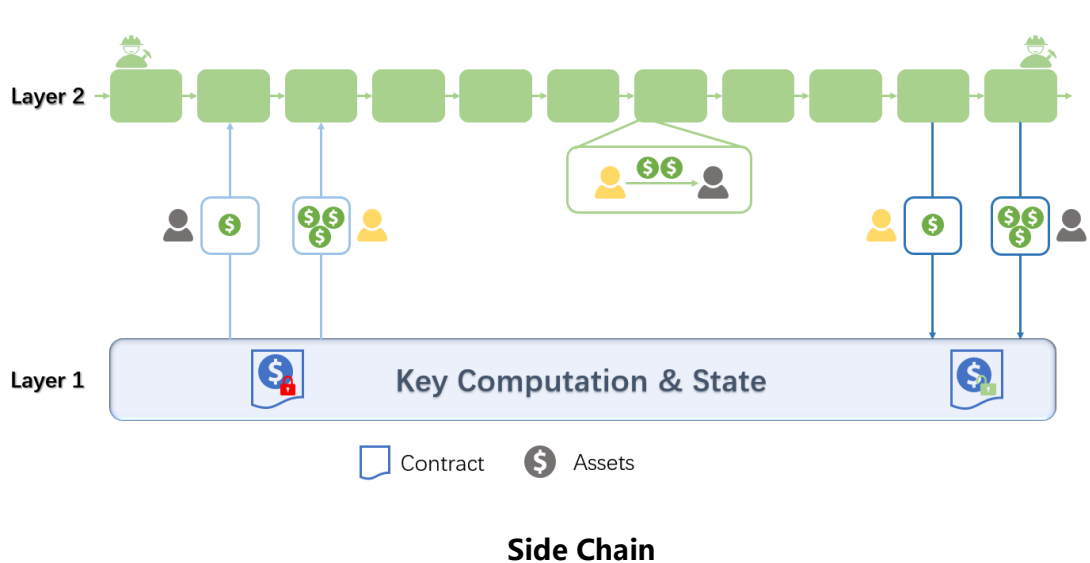 Layer 2
$ $
$
$ $
$
$
$ $
$
Layer 1
$
Key Computation & State
$
Contract
$
Assets
Side Chain